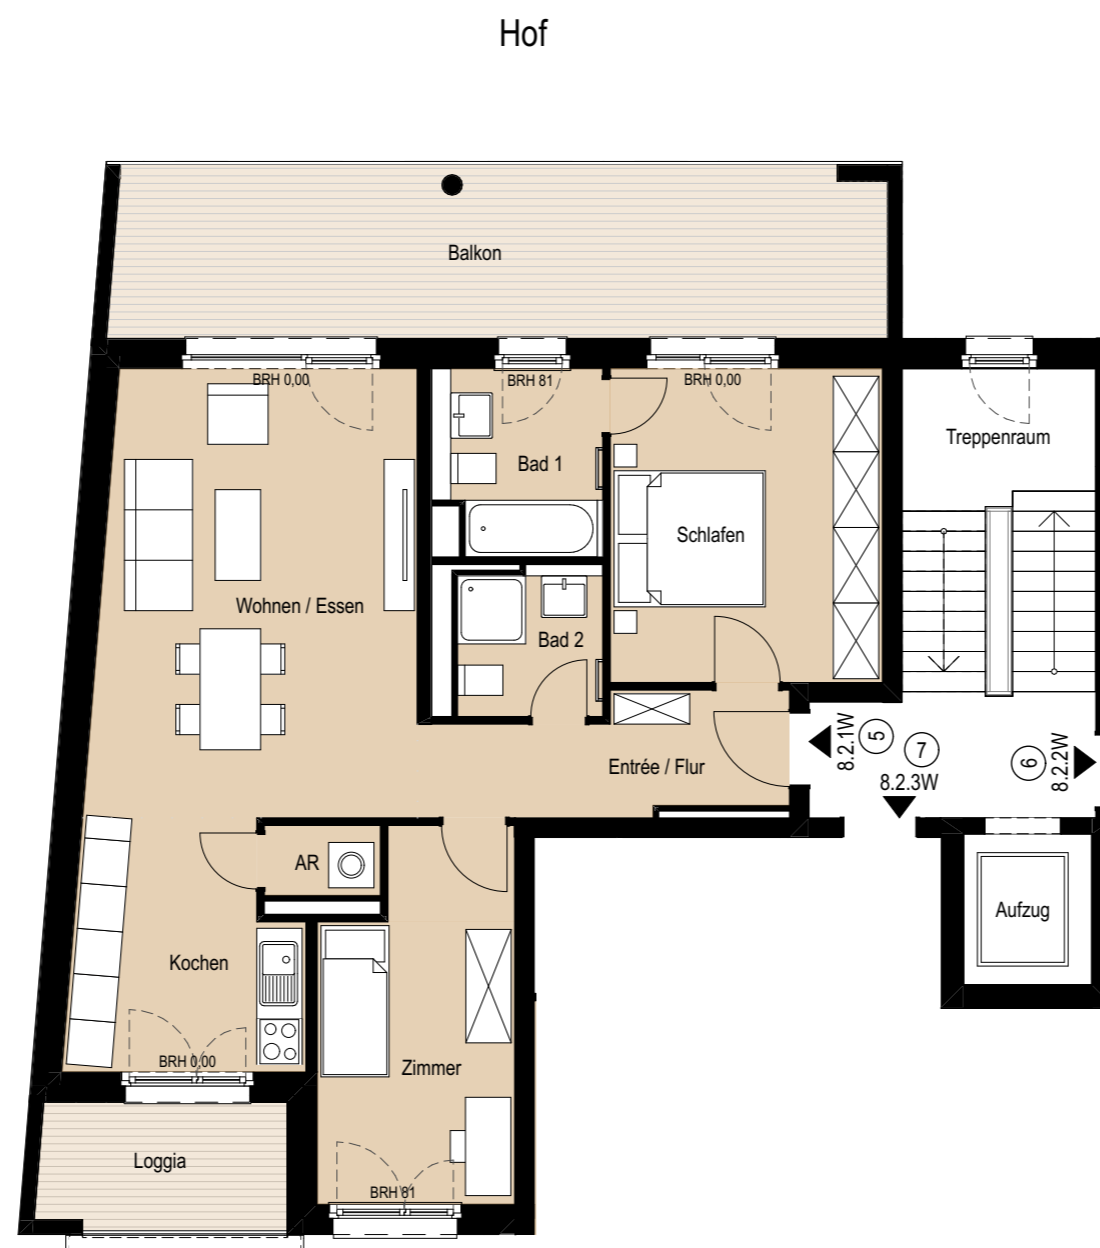 Hof
Balkon
BRH 0,00
BRH 81
BRH 0,00
Treppenraum
Bad 1
Schlafen
Wohnen / Essen
Bad 2
Entrée / Flur
8.2.1W
5
7
8.2.3W
6
8.2.2W
AR
Aufzug
Kochen
BRH 0,00
Zimmer
Loggia
BRH 81